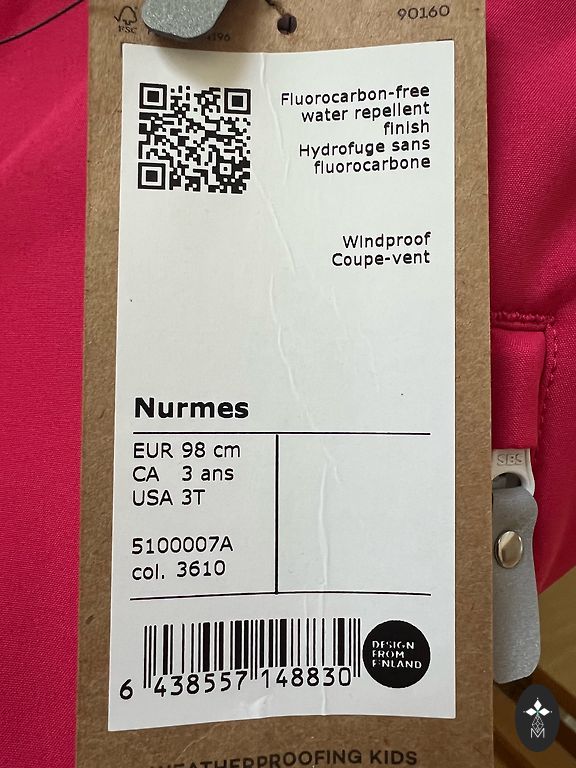 FSC
90160
Fluorocarbon-free
water repellent
finish
Hydrofuge sans
fluorocarbone
Windproof
Coupe-vent
Nurmes
EUR 98 cm
CA 3 ans
USA 3T
5100007A
col. 3610
SBS
DESIGN
FROM
FINLAND
6 438557 148830
WEATHERPROOFING KIDS
M